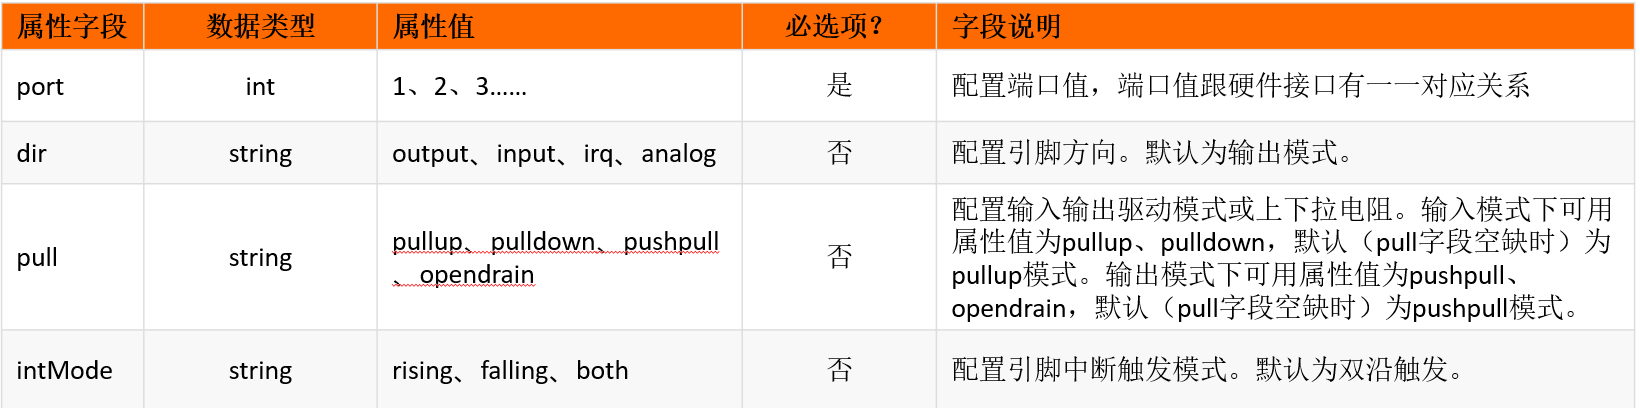 属性字段 数据类型 属性值 必选项？ 字段说明
port int 1、2、3…… 是 配置端口值，端口值跟硬件接口有一一对应关系
dir string output、input、irq、analog 否 配置引脚方向。默认为输出模式。
pull string pullup、pulldown、pushpull
、opendrain 否 配置输入输出驱动模式或上下拉电阻。输入模式下可用
属性值为pullup、pulldown，默认（pull字段空缺时）为
pullup模式。输出模式下可用属性值为pushpull、
opendrain，默认（pull字段空缺时）为pushpull模式。
intMode string rising、falling、both 否 配置引脚中断触发模式。默认为双沿触发。